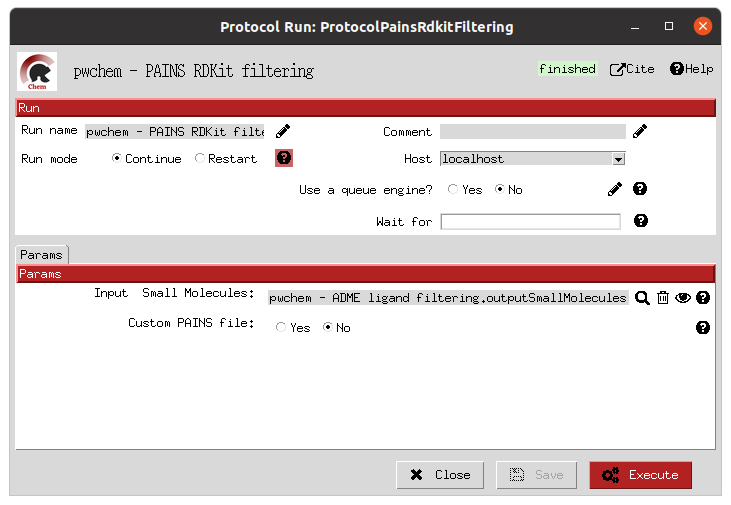 Protocol Run: ProtocolPainsRdkitFiltering
Chem
pwchem - PAINS RDKit filtering
finished Cite Help
Run
Run name pwchem - PAINS RDKit filte Comment
Run mode Continue Restart Host localhost
Use a queue engine? Yes No
Wait for
Params
Params
Input Small Molecules: pwchem - ADME ligand filtering.outputSmallMolecules
Custom PAINS file: Yes No
Close Save Execute